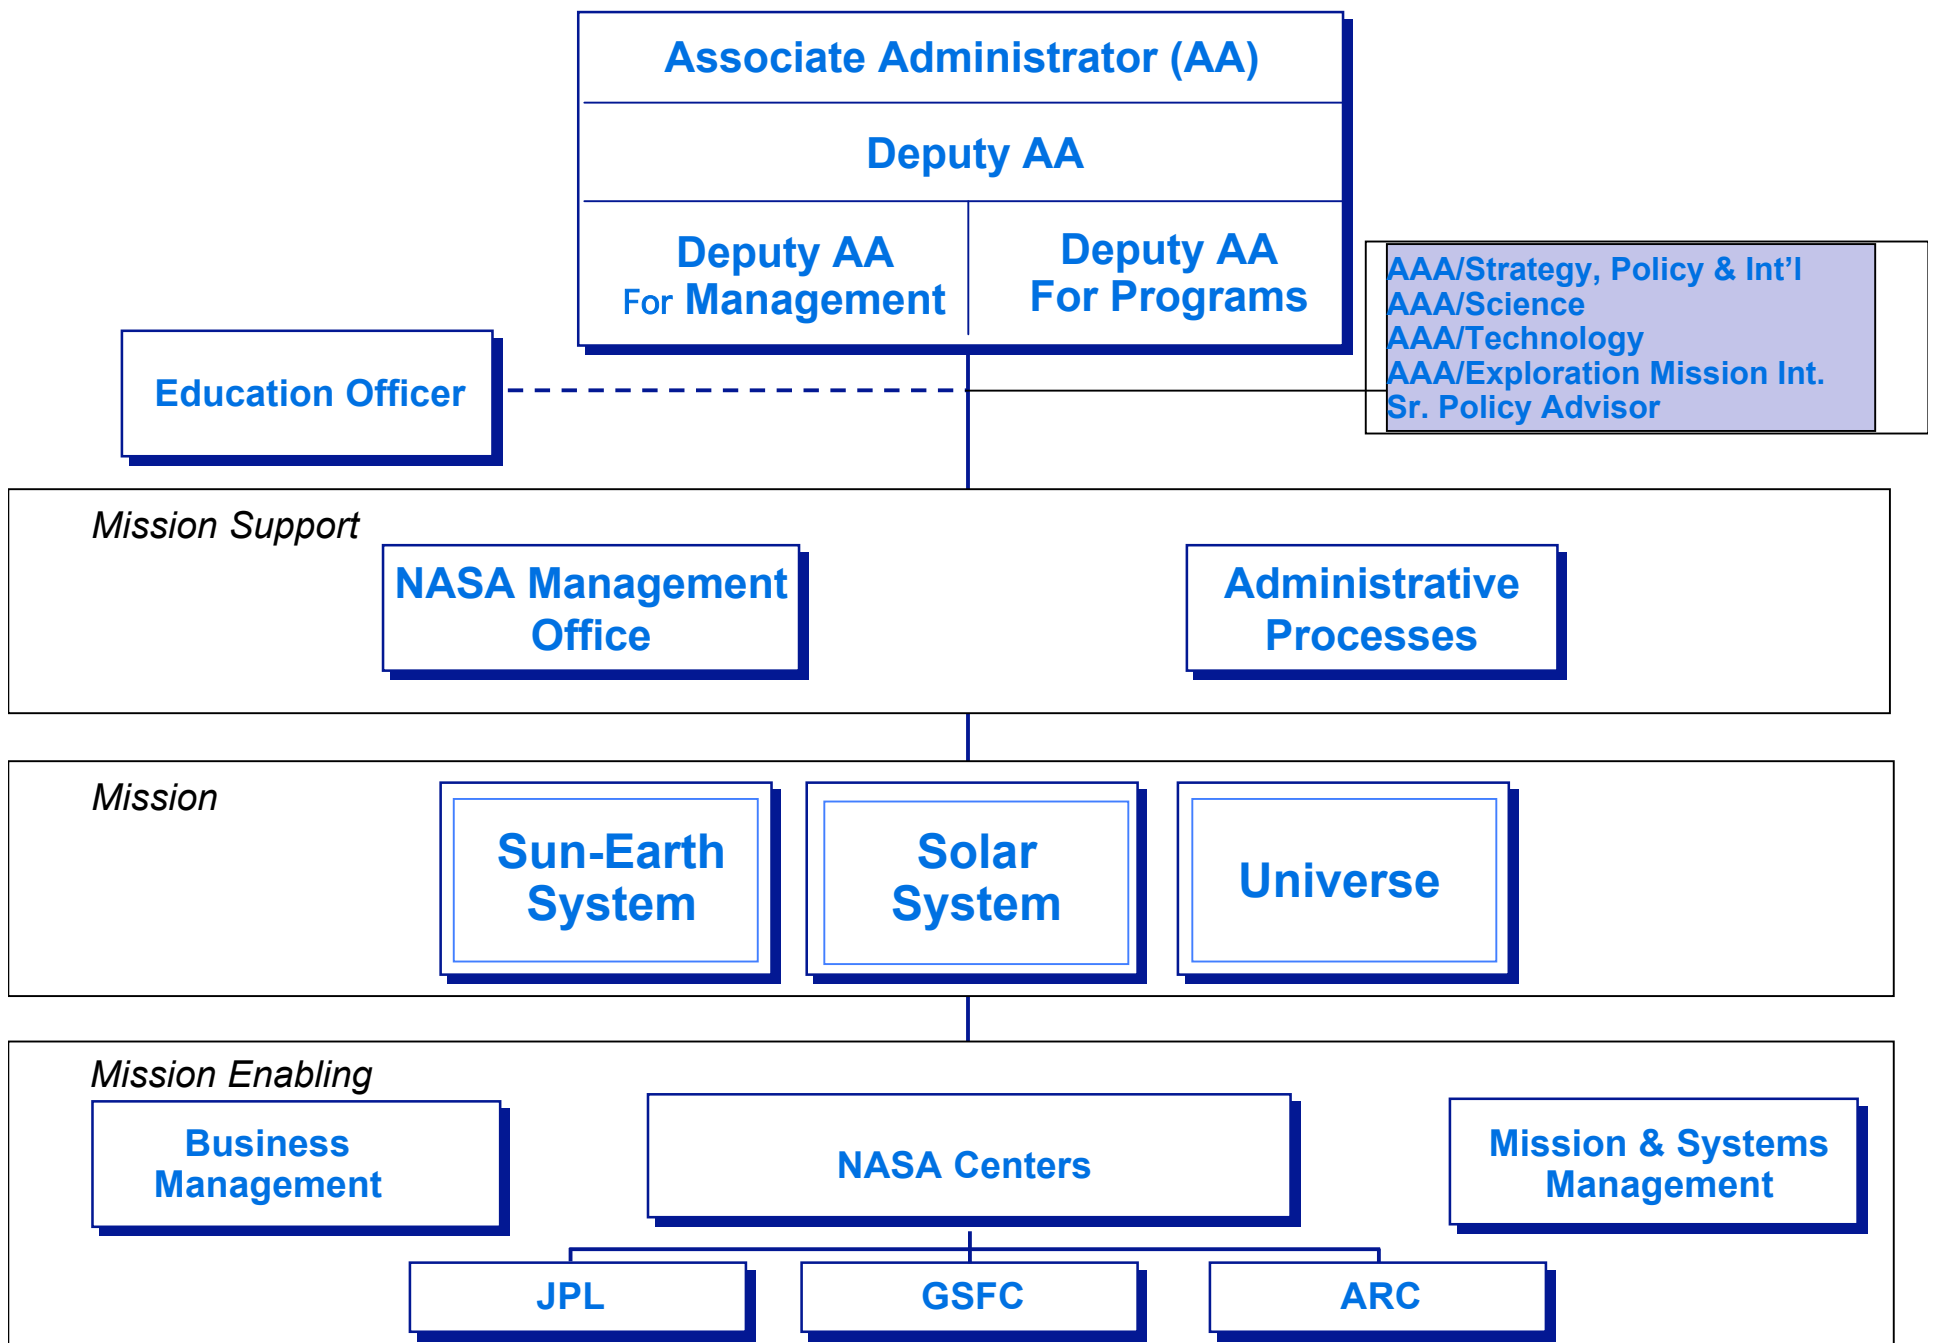 Associate Administrator (AA)
Deputy AA
Deputy AA
For Management
Deputy AA
For Programs
AAA/Strategy, Policy & Int’l
AAA/Science
AAA/Technology
AAA/Exploration Mission Int.
Sr. Policy Advisor
Education Officer
Mission Support
NASA Management
Office
Administrative
Processes
Mission
Sun-Earth
System
Solar
System
Universe
Mission Enabling
Business
Management
NASA Centers
Mission & Systems
Management
JPL
GSFC
ARC